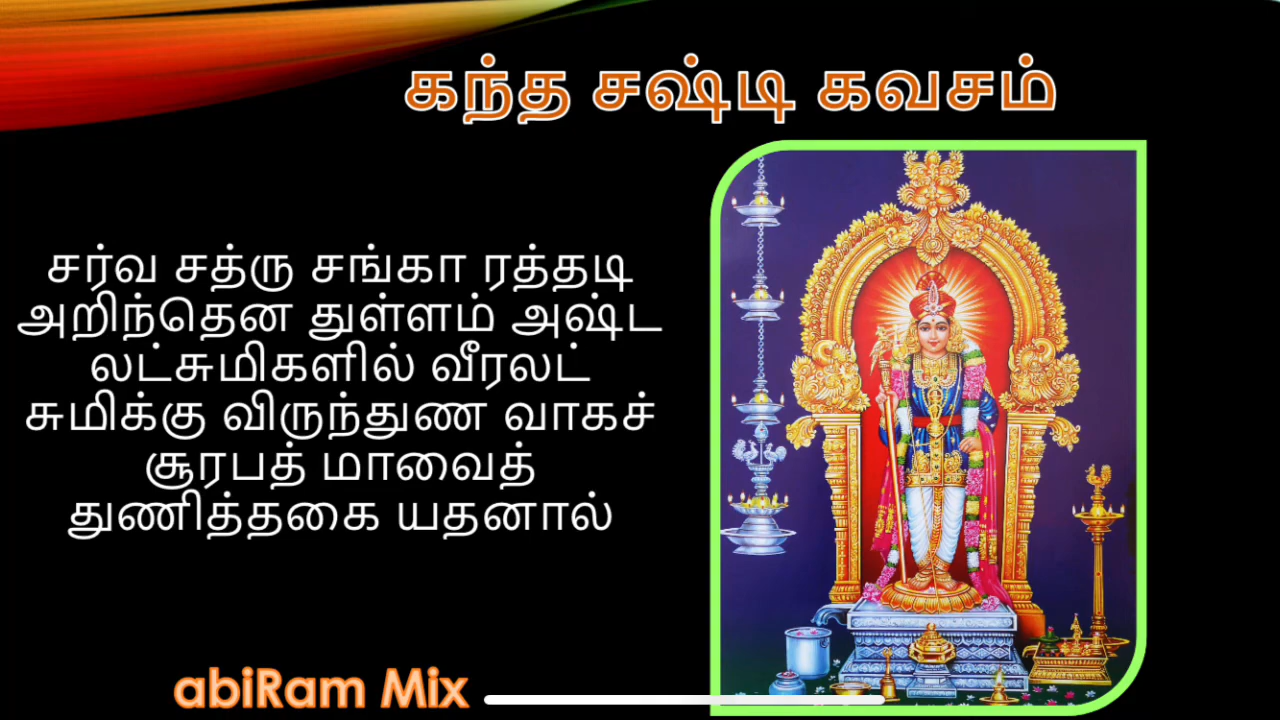 கந்த சஷ்டி கவசம்
சர்வ சத்ரு சங்கா ரத்தடி
அறிந்தென துள்ளம் அஷ்ட
லட்சுமிகளில் வீரலட்
சுமிக்கு விருந்துண வாகச்
சூரபத் மாவைத்
துணித்தகை யதனால்
abiRam Mix